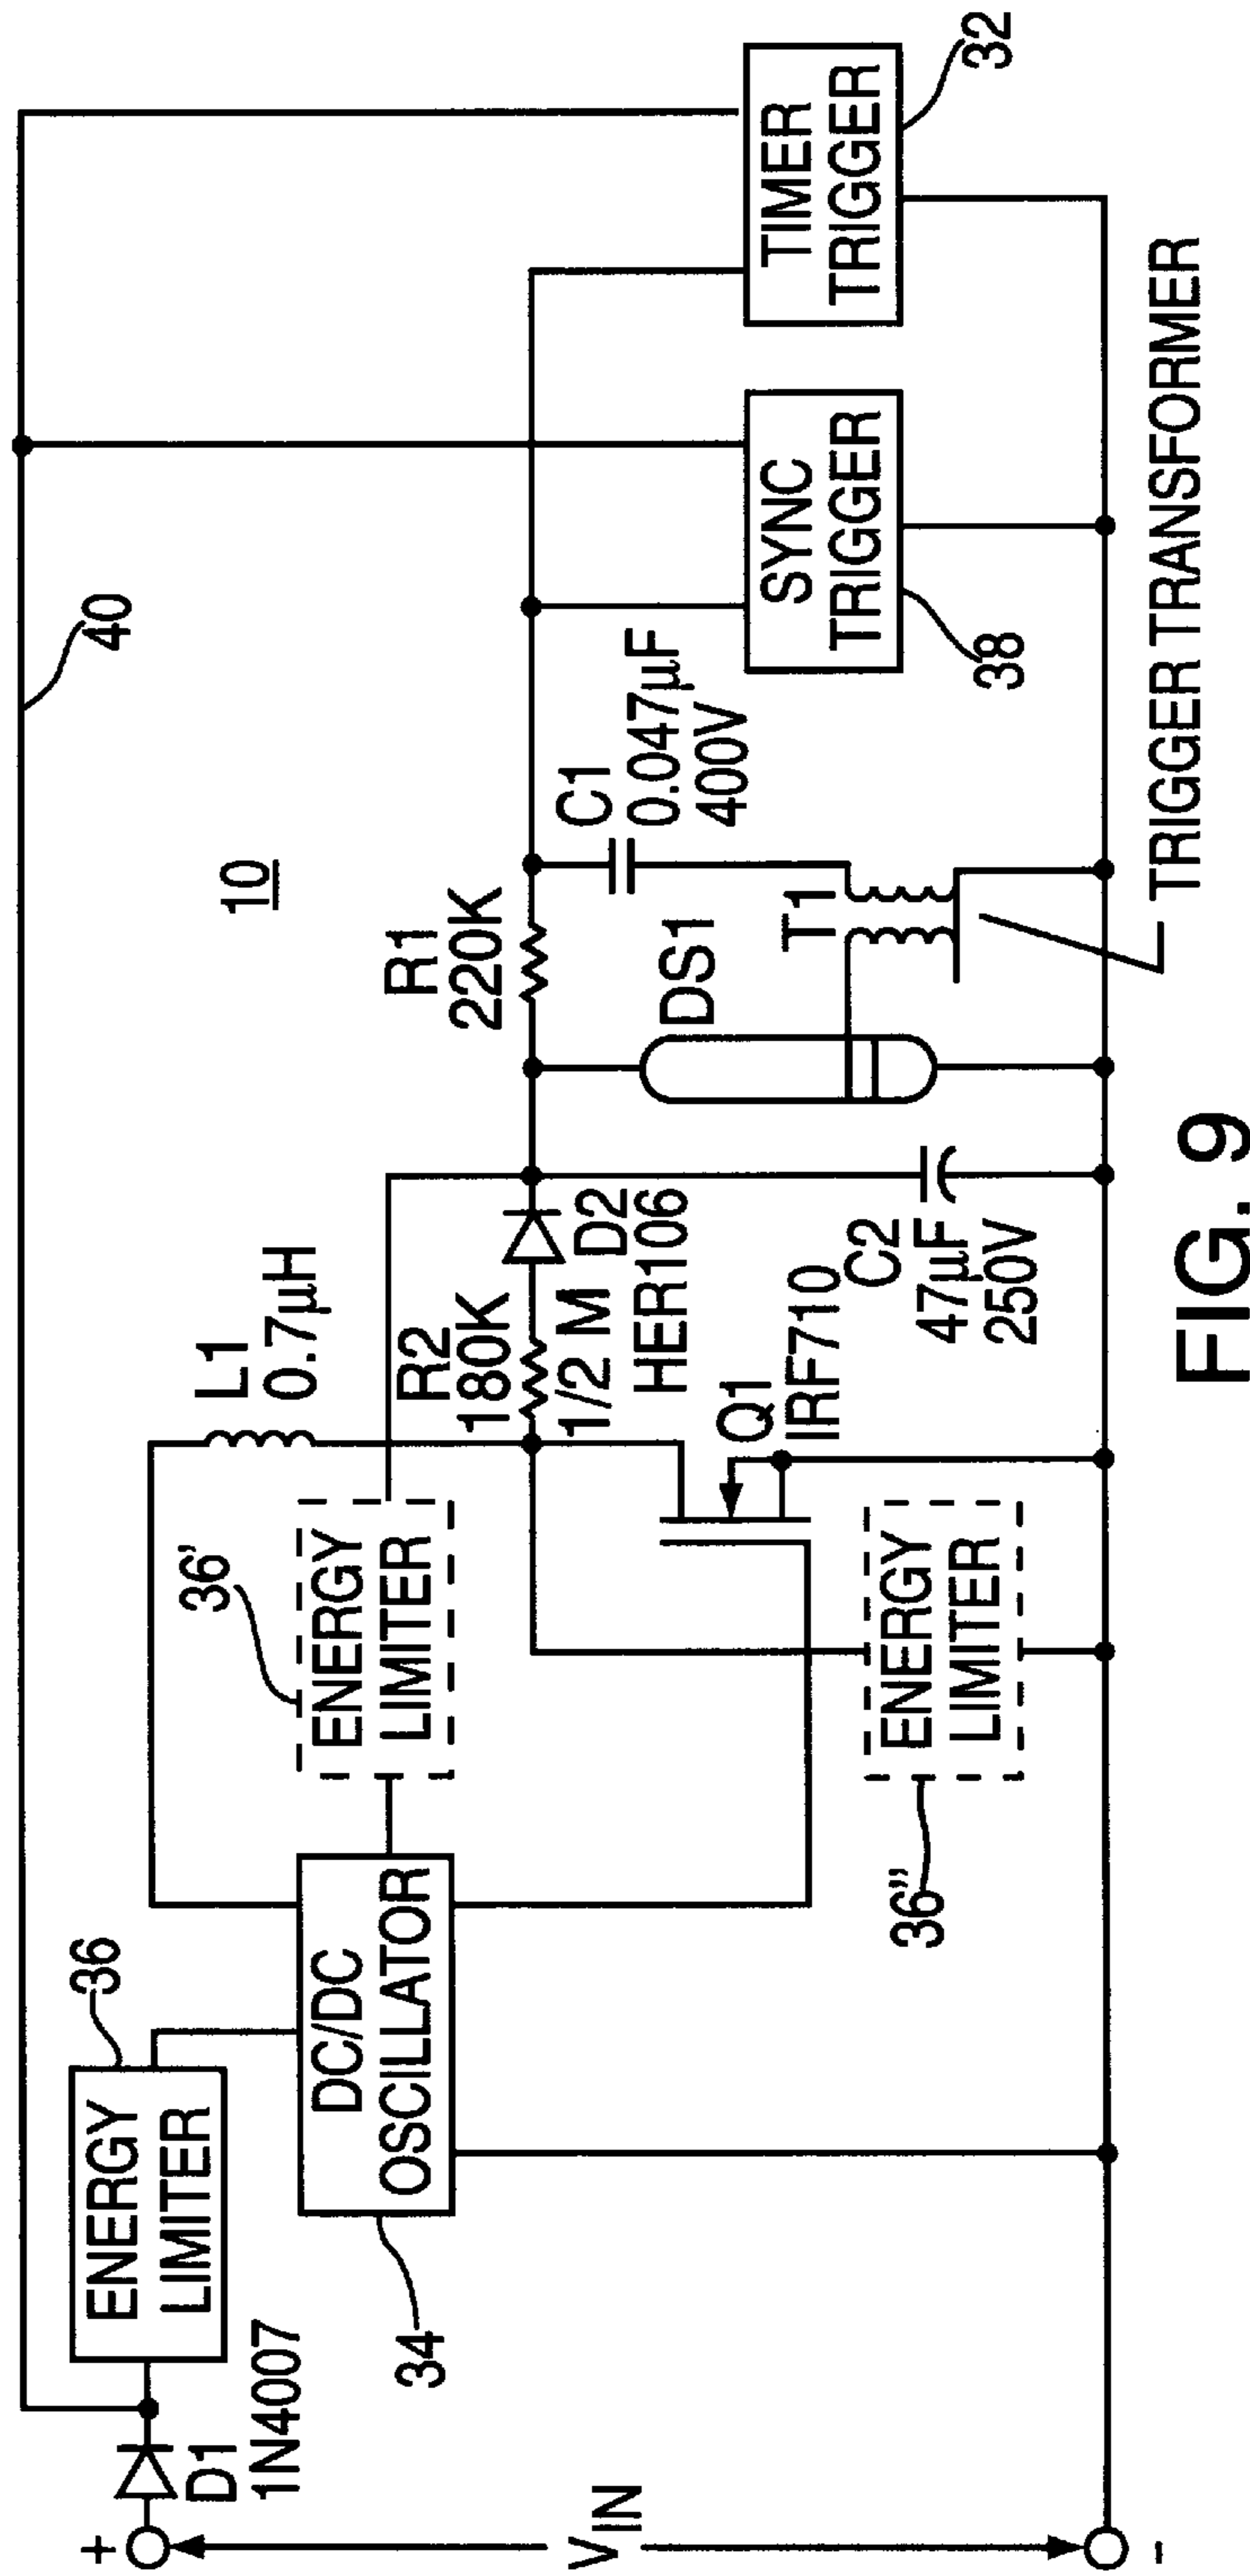 +
D1
1N4007
VIN
-
ENERGY
LIMITER
36
DC/DC
OSCILLATOR
34
36'
ENERGY
LIMITER
36"
ENERGY
LIMITER
L1
0.7μH
R2
180K
1/2 M
D2
HER106
Q1
IRF710
C2
47μF
250V
10
R1
220K
DS1
T1
C1
0.047μF
400V
40
SYNC
TRIGGER
38
TIMER
TRIGGER
32
TRIGGER TRANSFORMER
FIG. 9